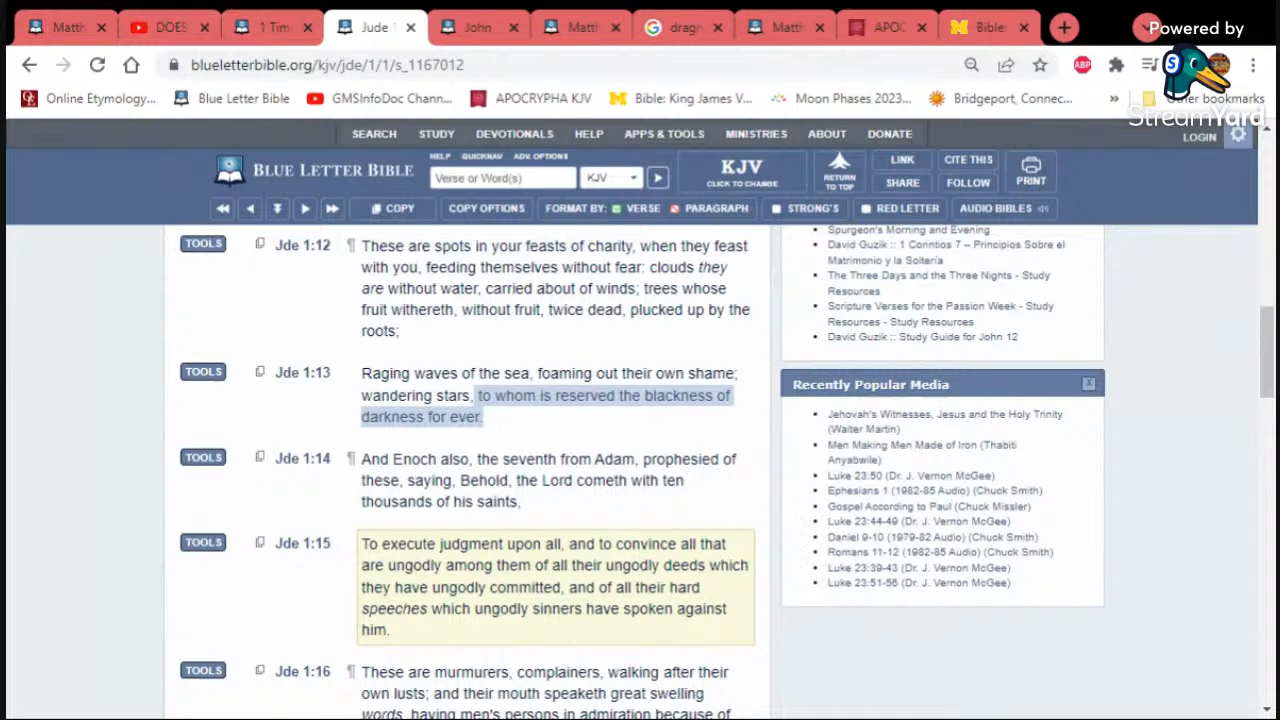 Matth
DOES
1 Tim
Jude 1
John
Matth
dragn
Matth
APOC
Bible:
Powered by
blueletterbible.org/kjv/jde/1/1/s_1167012
ABP
Online Etymology...
Blue Letter Bible
GMSInfoDoc Chann...
APOCRYPHA KJV
Bible: King James V...
Moon Phases 2023...
Bridgeport, Connec...
»
Other bookmarks
StreamYard
SEARCH STUDY DEVOTIONALS HELP APPS & TOOLS MINISTRIES ABOUT DONATE
LOGIN
BLUE LETTER BIBLE
HELP QUICKNAV ADV. OPTIONS
Verse or Word(s)
KJV
KJV
CLICK TO CHANGE
RETURN
TO TOP
LINK
CITE THIS
SHARE
FOLLOW
PRINT
COPY COPY OPTIONS FORMAT BY: VERSE PARAGRAPH STRONG'S RED LETTER AUDIO BIBLES
TOOLS Jde 1:12 ¶ These are spots in your feasts of charity, when they feast
with you, feeding themselves without fear: clouds they
are without water, carried about of winds; trees whose
fruit withereth, without fruit, twice dead, plucked up by the
roots;
TOOLS Jde 1:13 Raging waves of the sea, foaming out their own shame;
wandering stars, to whom is reserved the blackness of
darkness for ever.
TOOLS Jde 1:14 ¶ And Enoch also, the seventh from Adam, prophesied of
these, saying, Behold, the Lord cometh with ten
thousands of his saints,
TOOLS Jde 1:15 To execute judgment upon all, and to convince all that
are ungodly among them of all their ungodly deeds which
they have ungodly committed, and of all their hard
speeches which ungodly sinners have spoken against
him.
TOOLS Jde 1:16 ¶ These are murmurers, complainers, walking after their
own lusts; and their mouth speaketh great swelling
words, having men's persons in admiration because of
Spurgeon's Morning and Evening
David Guzik :: 1 Corintios 7 – Principios Sobre el
Matrimonio y la Soltería
The Three Days and the Three Nights - Study
Resources
Scripture Verses for the Passion Week - Study
Resources - Study Resources
David Guzik :: Study Guide for John 12
Recently Popular Media
Jehovah's Witnesses, Jesus and the Holy Trinity
(Walter Martin)
Men Making Men Made of Iron (Thabiti
Anyabwile)
Luke 23:50 (Dr. J. Vernon McGee)
Ephesians 1 (1982-85 Audio) (Chuck Smith)
Gospel According to Paul (Chuck Missler)
Luke 23:44-49 (Dr. J. Vernon McGee)
Daniel 9-10 (1979-82 Audio) (Chuck Smith)
Romans 11-12 (1982-85 Audio) (Chuck Smith)
Luke 23:39-43 (Dr. J. Vernon McGee)
Luke 23:51-56 (Dr. J. Vernon McGee)